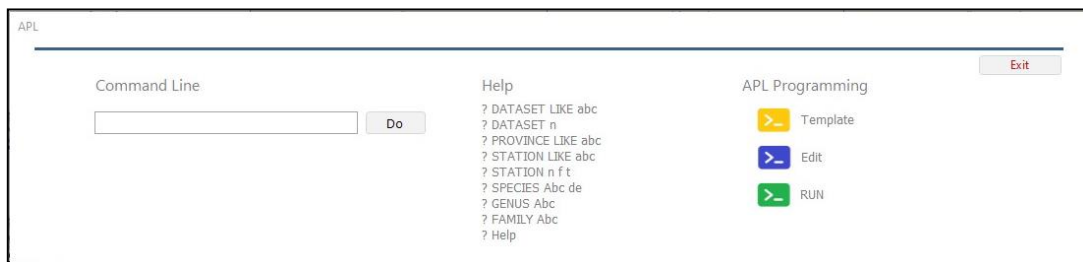 APL
Exit
Command Line
Do
Help
? DATASET LIKE abc
? DATASET n
? PROVINCE LIKE abc
? STATION LIKE abc
? STATION n f t
? SPECIES Abc de
? GENUS Abc
? FAMILY Abc
? Help
APL Programming
>_ Template
>_ Edit
>_ RUN